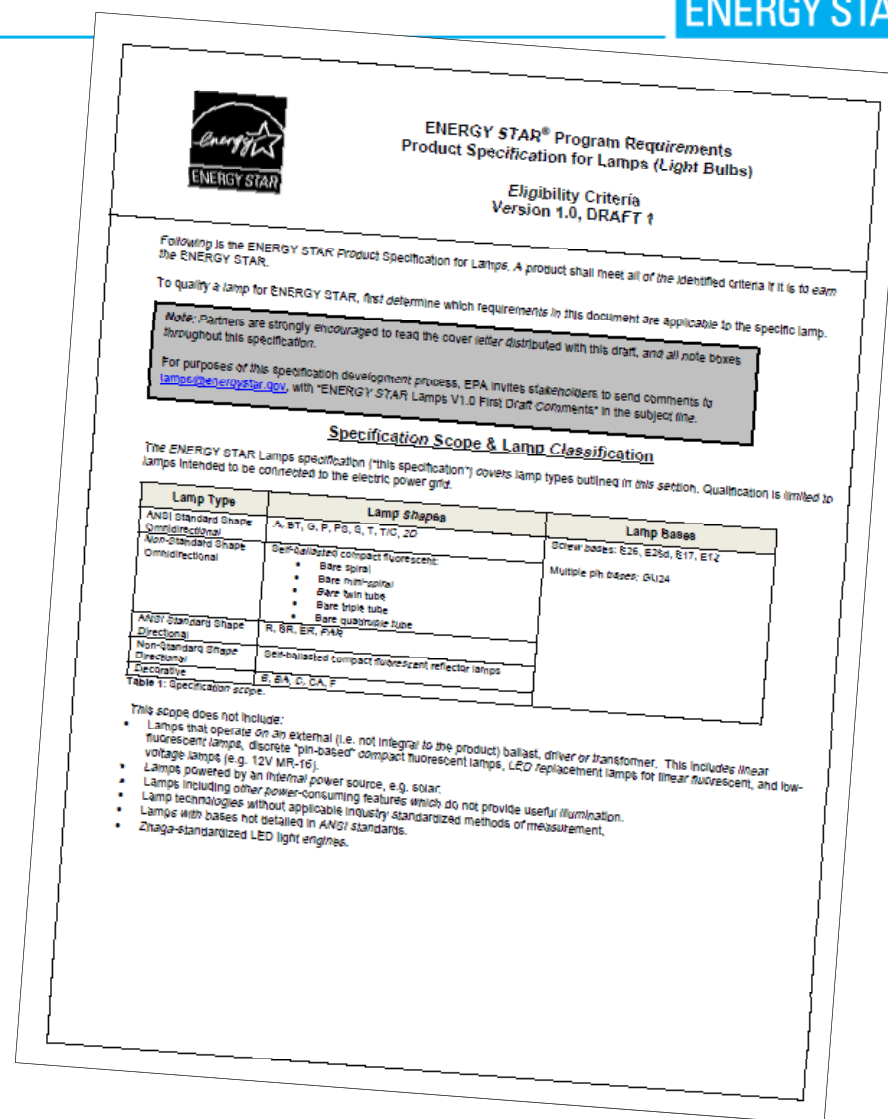 ENERGY STA
energy
ENERGY STAR
ENERGY STAR® Program Requirements
Product Specification for Lamps (Light Bulbs)
Eligibility Criteria
Version 1.0, DRAFT 1
Following is the ENERGY STAR Product Specification for Lamps. A product shall meet all of the identified criteria if it is to earn
the ENERGY STAR.
To qualify a lamp for ENERGY STAR, first determine which requirements in this document are applicable to the specific lamp.
Note: Partners are strongly encouraged to read the cover letter distributed with this draft, and all note boxes
throughout this specification.
For purposes of this specification development process, EPA invites stakeholders to send comments to
lamps@energystar.gov, with "ENERGY STAR Lamps V1.0 First Draft Comments" in the subject line.
Specification Scope & Lamp Classification
The ENERGY STAR Lamps specification ("this specification") covers lamp types outlined in this section. Qualification is limited to
lamps intended to be connected to the electric power grid.
Lamp Type Lamp Shapes Lamp Bases
ANSI Standard Shape
Omnidirectional
A, BT, G, P, PS, S, T, T/C, 2D
Screw bases: E26, E26d, E17, E12
Multiple pin bases: GU24
Non-Standard Shape
Omnidirectional
Self-ballasted compact fluorescent:
• Bare spiral
• Bare mini-spiral
• Bare twin tube
• Bare triple tube
• Bare quadruple tube
ANSI Standard Shape
Directional
R, BR, ER, PAR
Non-Standard Shape
Directional
Self-ballasted compact fluorescent reflector lamps
Decorative
B, BA, C, CA, F
Table 1: Specification scope.
This scope does not include:
• Lamps that operate on an external (i.e. not integral to the product) ballast, driver or transformer. This includes linear
fluorescent lamps, discrete "pin-based" compact fluorescent lamps, LED replacement lamps for linear fluorescent, and low-
voltage lamps (e.g. 12V MR-16).
• Lamps powered by an internal power source, e.g. solar.
• Lamps including other power-consuming features which do not provide useful illumination.
• Lamp technologies without applicable industry standardized methods of measurement.
• Lamps with bases not detailed in ANSI standards.
• Zhaga-standardized LED light engines.